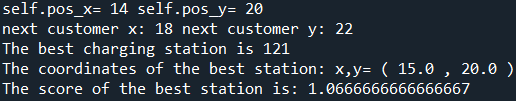 self.pos_x= 14 self.pos_y= 20
next customer x: 18 next customer y: 22
The best charging station is 121
The coordinates of the best station: x,y= ( 15.0 , 20.0 )
The score of the best station is: 1.0666666666666667